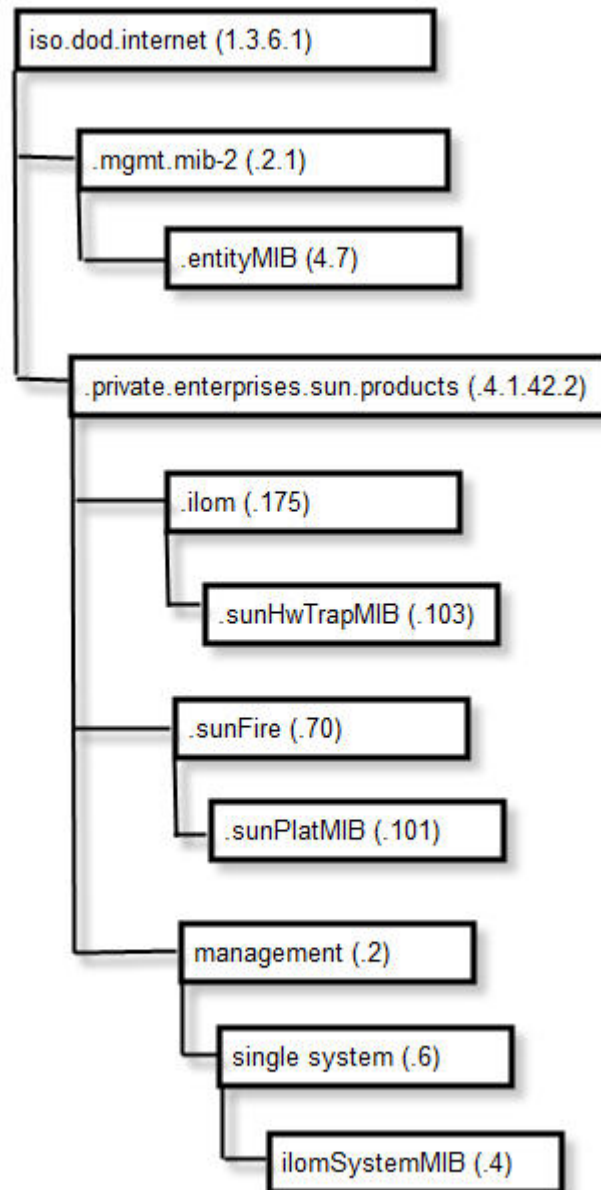 iso.dod.internet (1.3.6.1)
.mgmt.mib-2 (.2.1)
.entityMIB (4.7)
.private.enterprises.sun.products (.4.1.42.2)
.ilom (.175)
.sunHwTrapMIB (.103)
.sunFire (.70)
.sunPlatMIB (.101)
management (.2)
single system (.6)
ilomSystemMIB (.4)